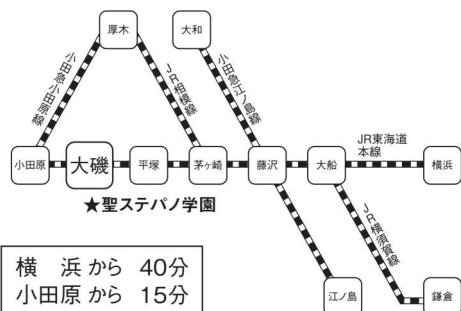 厚木
大和
小田急小田原線
JR相模線
小田急江ノ島線
JR東海道
本線
小田原
大磯
平塚
茅ヶ崎
藤沢
大船
横浜
★聖ステパノ学園
JR横須賀線
横 浜 から 40分
小田原 から 15分
江ノ島
鎌倉